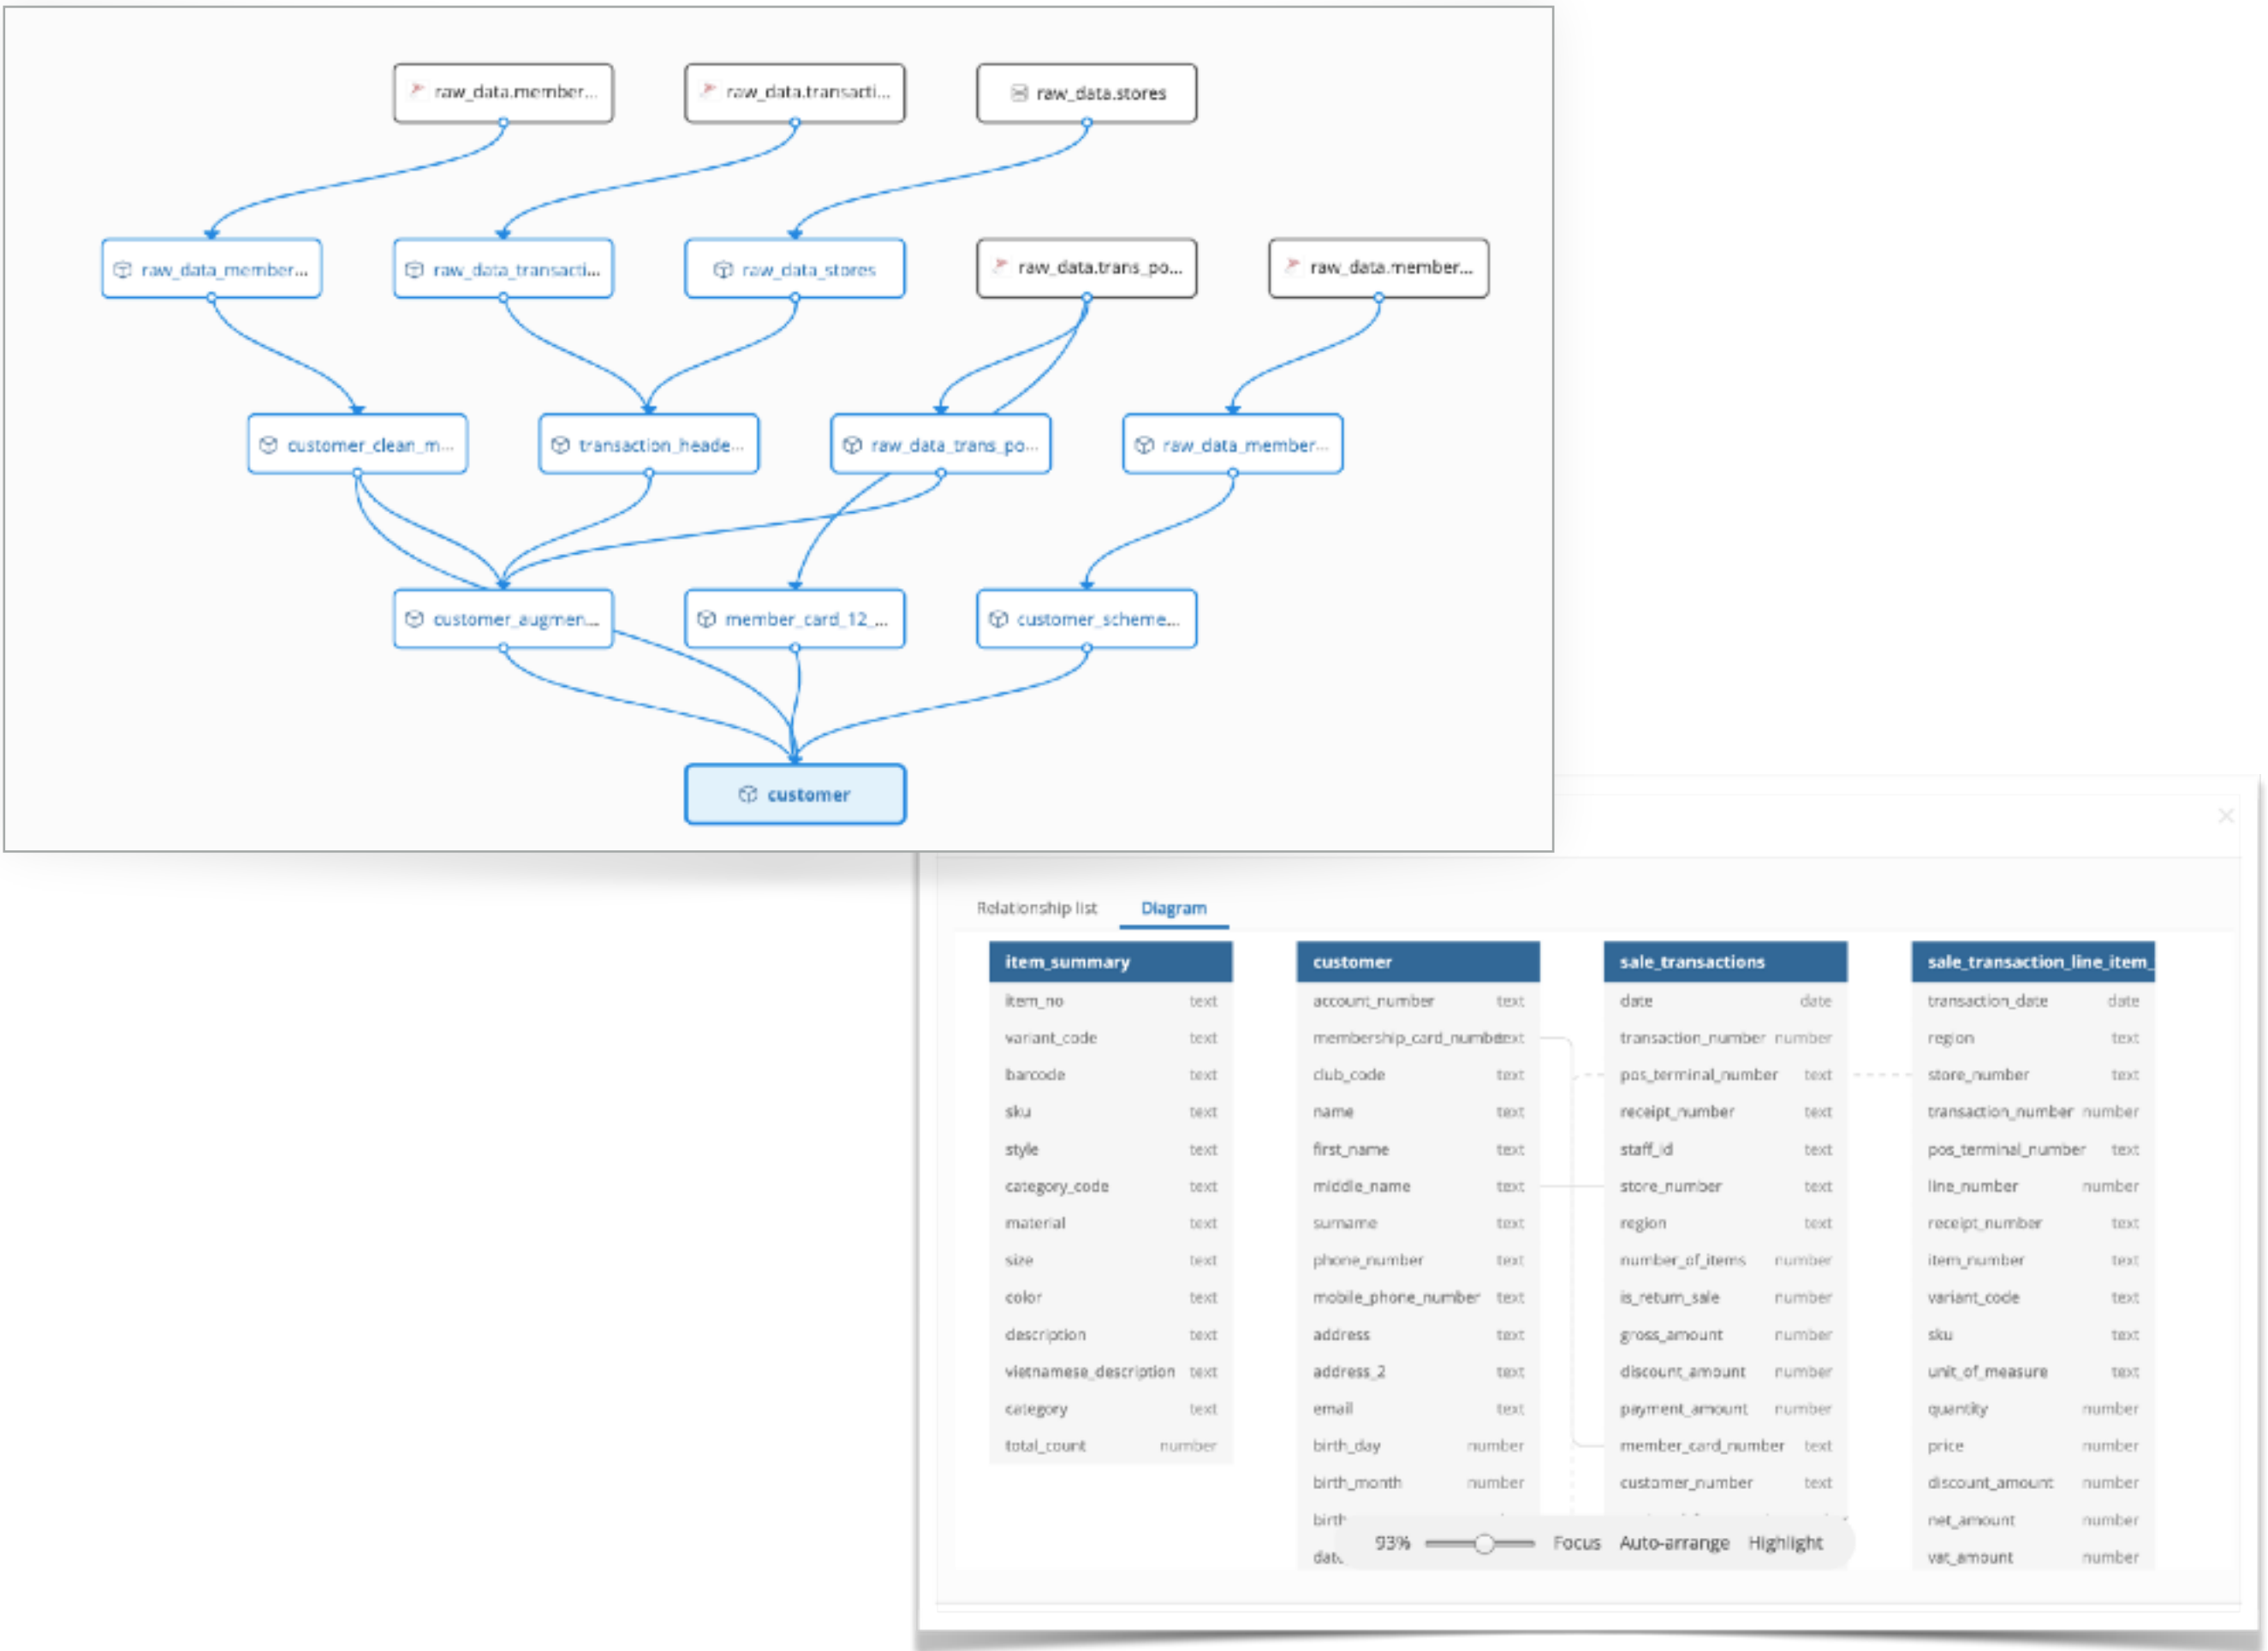 raw_data.member...
raw_data.transacti...
raw_data.stores
raw_data_member...
raw_data_transacti...
raw_data_stores
raw_data.trans_po...
raw_data.member...
customer_clean_m...
transaction_heade...
raw_data_trans_po...
raw_data_member...
customer_augmen...
member_card_12_...
customer_scheme...
customer
Relationship list
Diagram
item_summary
item_no text
variant_code text
barcode text
sku text
style text
category_code text
material text
size text
color text
description text
vietnamese_description text
category text
total_count number
customer
account_number text
membership_card_number text
club_code text
name text
first_name text
middle_name text
surname text
phone_number text
mobile_phone_number text
address text
address_2 text
email text
birth_day number
birth_month number
birth
sale_transactions
date date
transaction_number number
pos_terminal_number text
receipt_number text
staff_id text
store_number text
region text
number_of_items number
is_return_sale number
gross_amount number
discount_amount number
payment_amount number
member_card_number text
customer_number text
sale_transaction_line_item_
transaction_date date
region text
store_number text
transaction_number number
pos_terminal_number text
line_number number
receipt_number text
item_number text
variant_code text
sku text
unit_of_measure text
quantity number
price number
discount_amount number
net_amount number
vat_amount number
93% Focus Auto-arrange Highlight